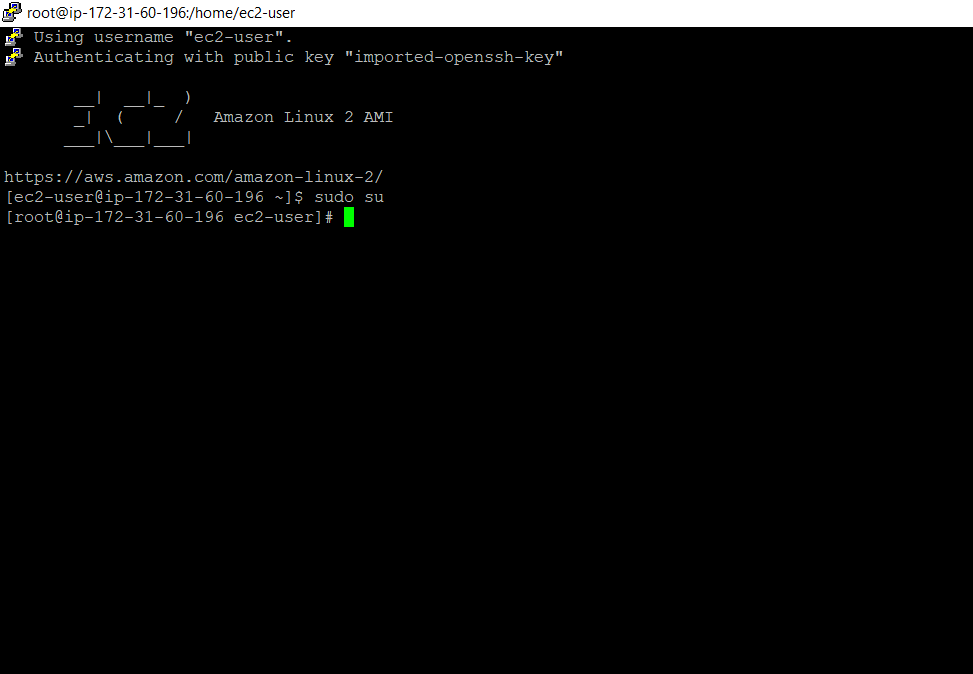 root@ip-172-31-60-196:/home/ec2-user
Using username "ec2-user".
Authenticating with public key "imported-openssh-key"
       __|  __|_  )
       _|  (     /   Amazon Linux 2 AMI
      ___|\___|___|
https://aws.amazon.com/amazon-linux-2/
[ec2-user@ip-172-31-60-196 ~]$ sudo su
[root@ip-172-31-60-196 ec2-user]#